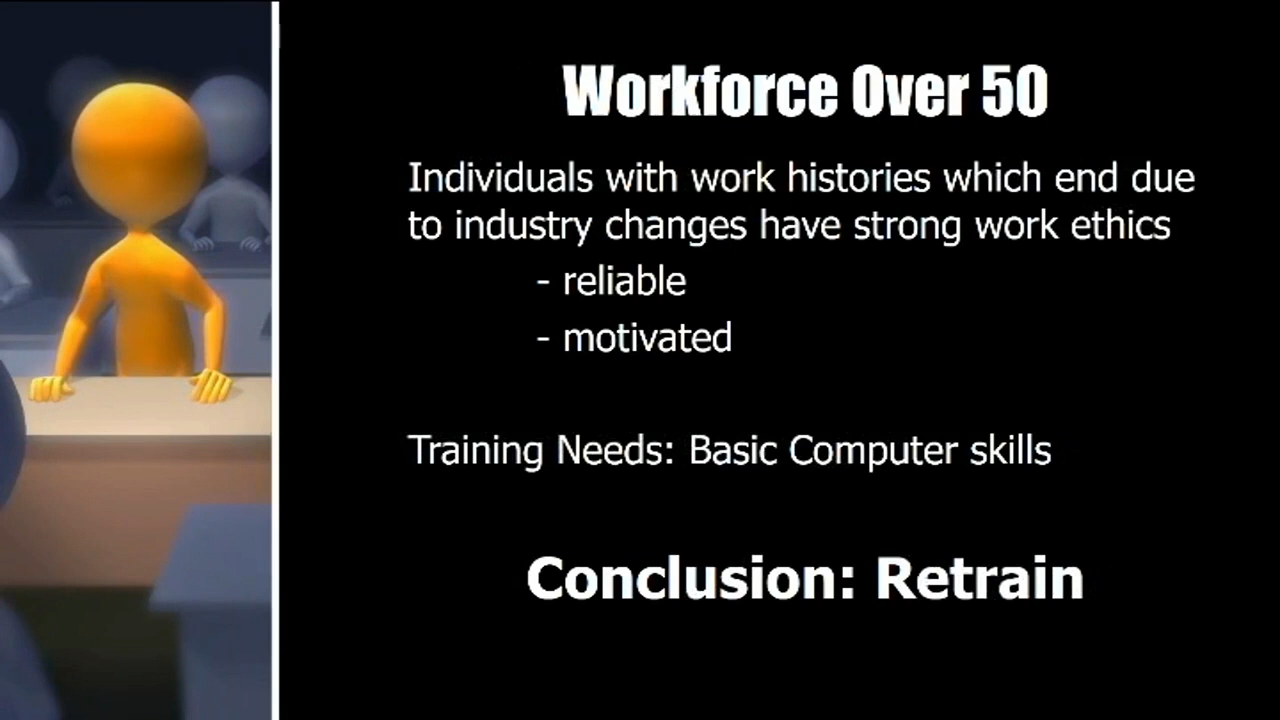 Workforce Over 50
Individuals with work histories which end due
to industry changes have strong work ethics
- reliable
- motivated
Training Needs: Basic Computer skills
Conclusion: Retrain